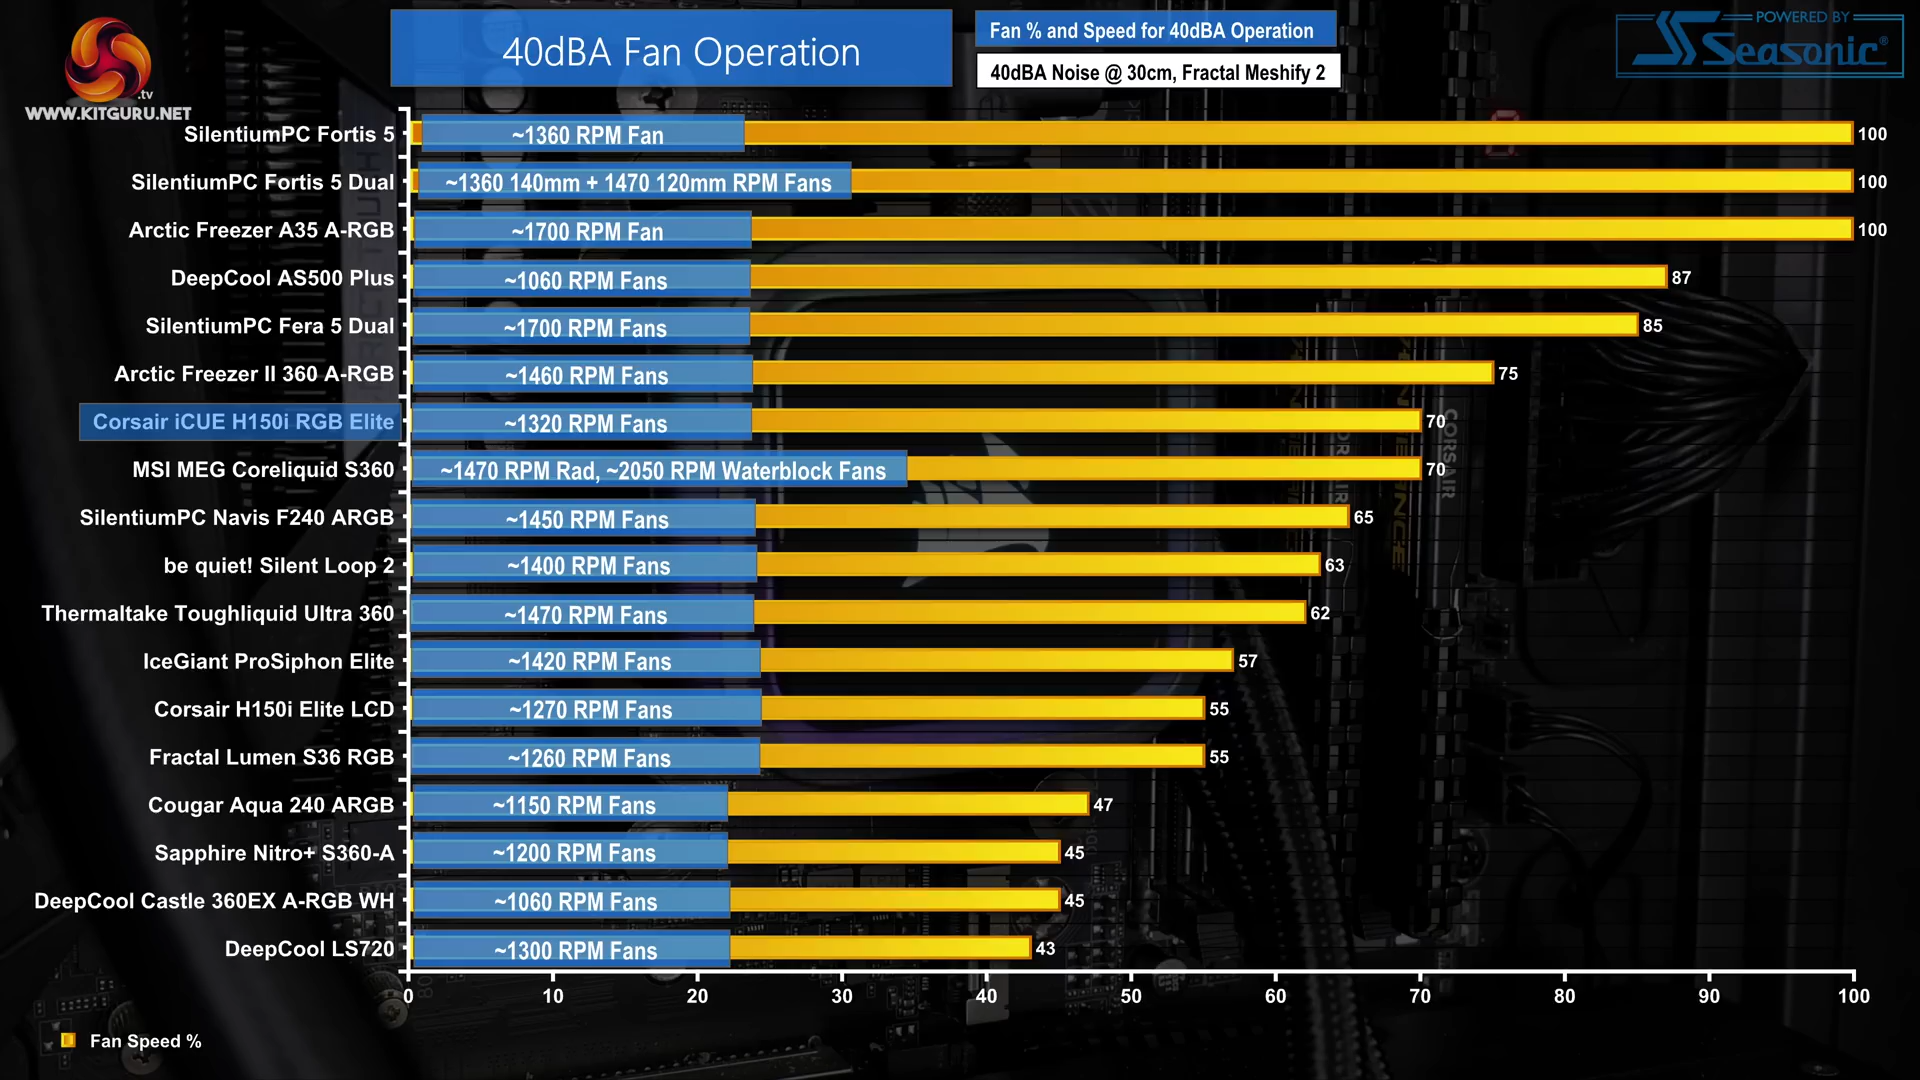 40dBA Fan Operation
Fan % and Speed for 40dBA Operation
40dBA Noise @ 30cm, Fractal Meshify 2
POWERED BY
Seasonic®
.tv
WWW.KITGURU.NET
SilentiumPC Fortis 5 ~1360 RPM Fan 100
SilentiumPC Fortis 5 Dual ~1360 140mm + 1470 120mm RPM Fans 100
Arctic Freezer A35 A-RGB ~1700 RPM Fan 100
DeepCool AS500 Plus ~1060 RPM Fans 87
SilentiumPC Fera 5 Dual ~1700 RPM Fans 85
Arctic Freezer II 360 A-RGB ~1460 RPM Fans 75
Corsair iCUE H150i RGB Elite ~1320 RPM Fans 70
MSI MEG Coreliquid S360 ~1470 RPM Rad, ~2050 RPM Waterblock Fans 70
SilentiumPC Navis F240 ARGB ~1450 RPM Fans 65
be quiet! Silent Loop 2 ~1400 RPM Fans 63
Thermaltake Toughliquid Ultra 360 ~1470 RPM Fans 62
IceGiant ProSiphon Elite ~1420 RPM Fans 57
Corsair H150i Elite LCD ~1270 RPM Fans 55
Fractal Lumen S36 RGB ~1260 RPM Fans 55
Cougar Aqua 240 ARGB ~1150 RPM Fans 47
Sapphire Nitro+ S360-A ~1200 RPM Fans 45
DeepCool Castle 360EX A-RGB WH ~1060 RPM Fans 45
DeepCool LS720 ~1300 RPM Fans 43
0 10 20 30 40 50 60 70 80 90 100
Fan Speed %
CORSAIR